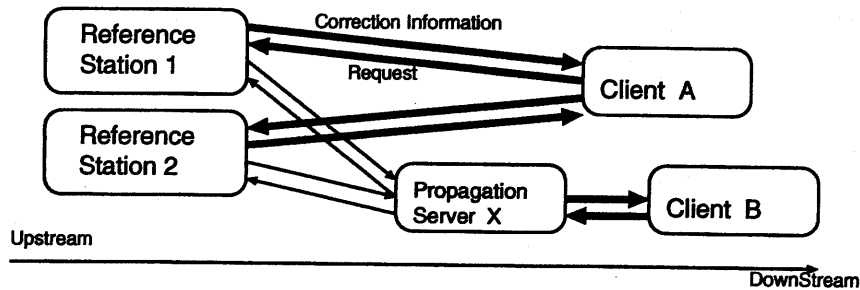 Reference
Station 1
Correction Information
Request
Client A
Reference
Station 2
Propagation
Server X
Client B
Upstream
DownStream